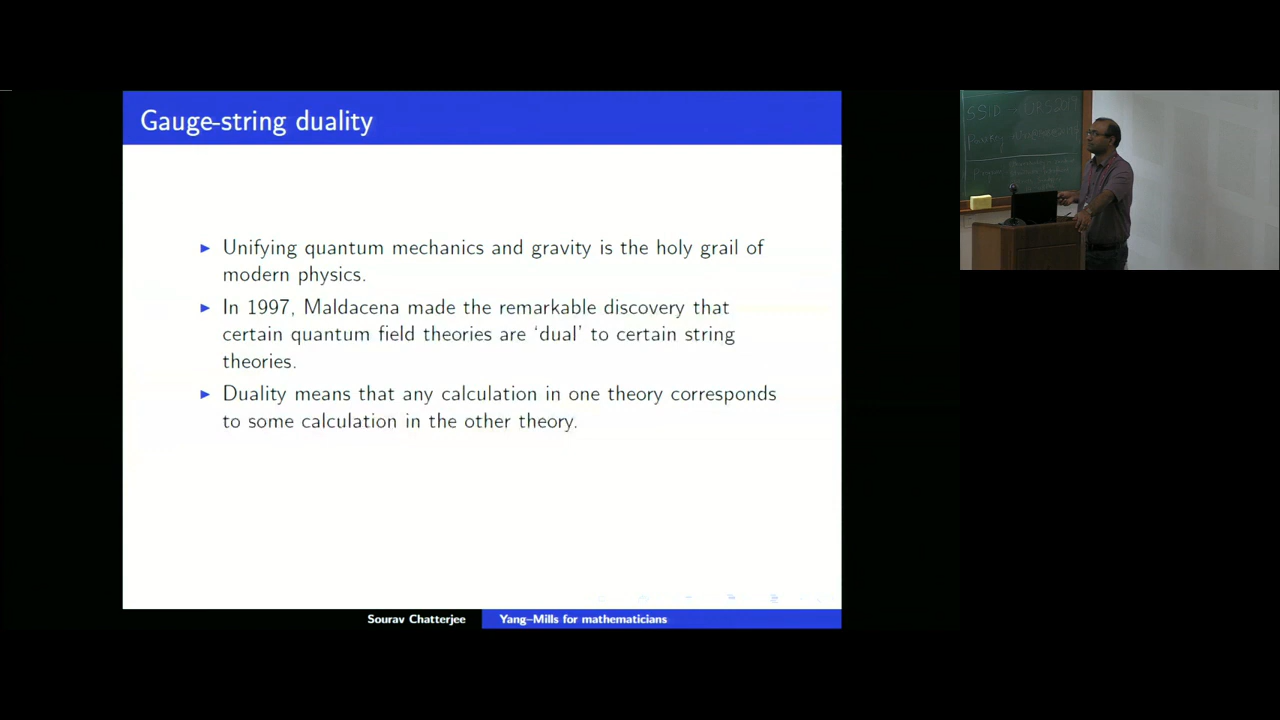 Gauge-string duality
▶ Unifying quantum mechanics and gravity is the holy grail of
modern physics.
▶ In 1997, Maldacena made the remarkable discovery that
certain quantum field theories are ‘dual’ to certain string
theories.
▶ Duality means that any calculation in one theory corresponds
to some calculation in the other theory.
Sourav Chatterjee
Yang–Mills for mathematicians
SSID